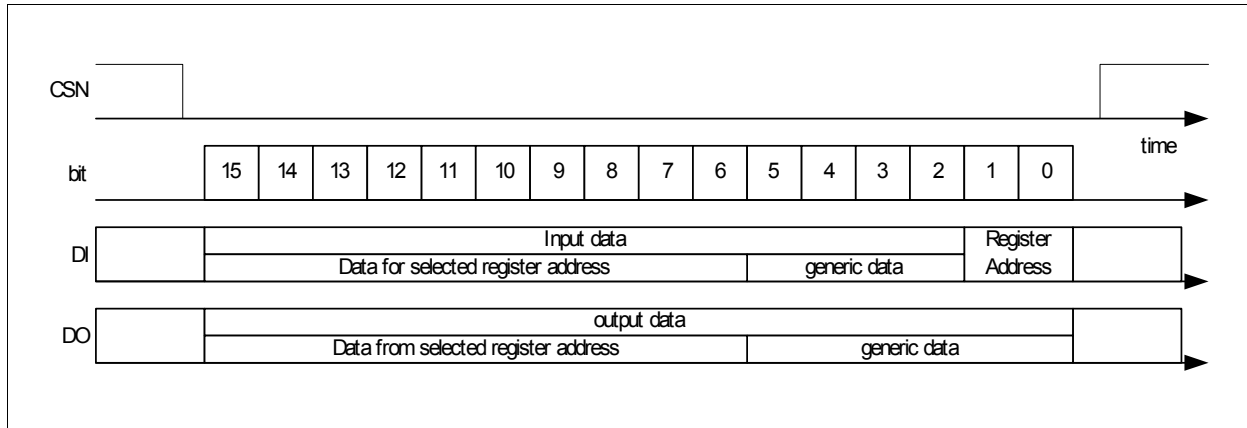 CSN
time
bit 15 14 13 12 11 10 9 8 7 6 5 4 3 2 1 0
DI Input data Register
Data for selected register address generic data Address
DO output data
Data from selected register address generic data